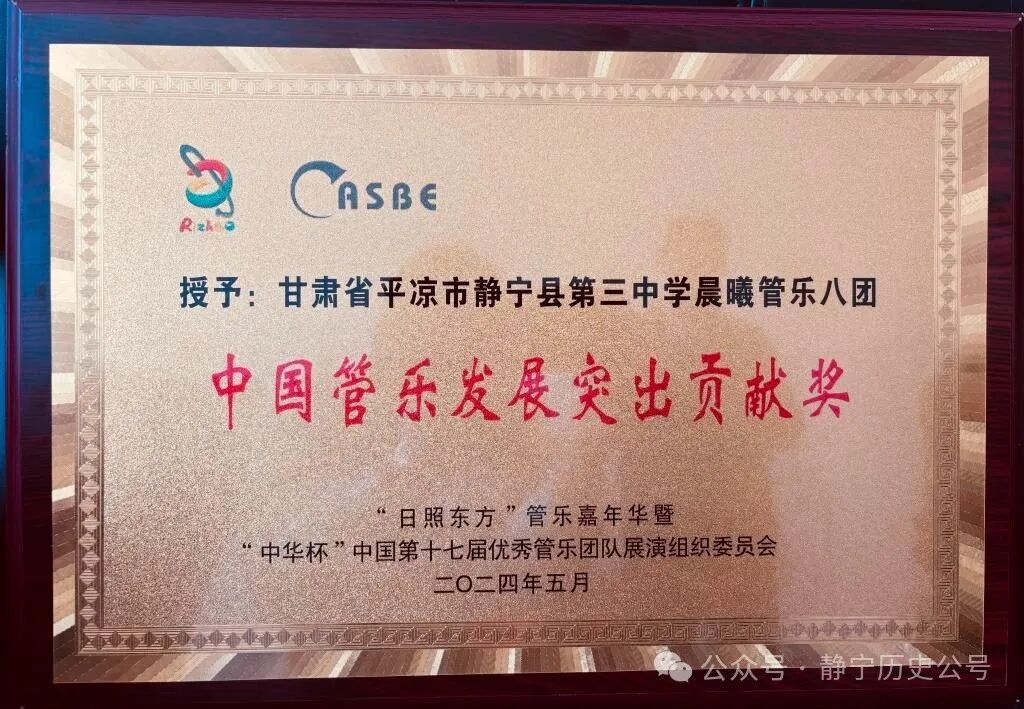 Rizhao
CASBE
授予：甘肃省平凉市静宁县第三中学晨曦管乐八团
中国管乐发展突出贡献奖
“日照东方”管乐嘉年华暨
“中华杯”中国第十七届优秀管乐团队展演组织委员会
二〇二四年五月
公众号·静宁历史公号